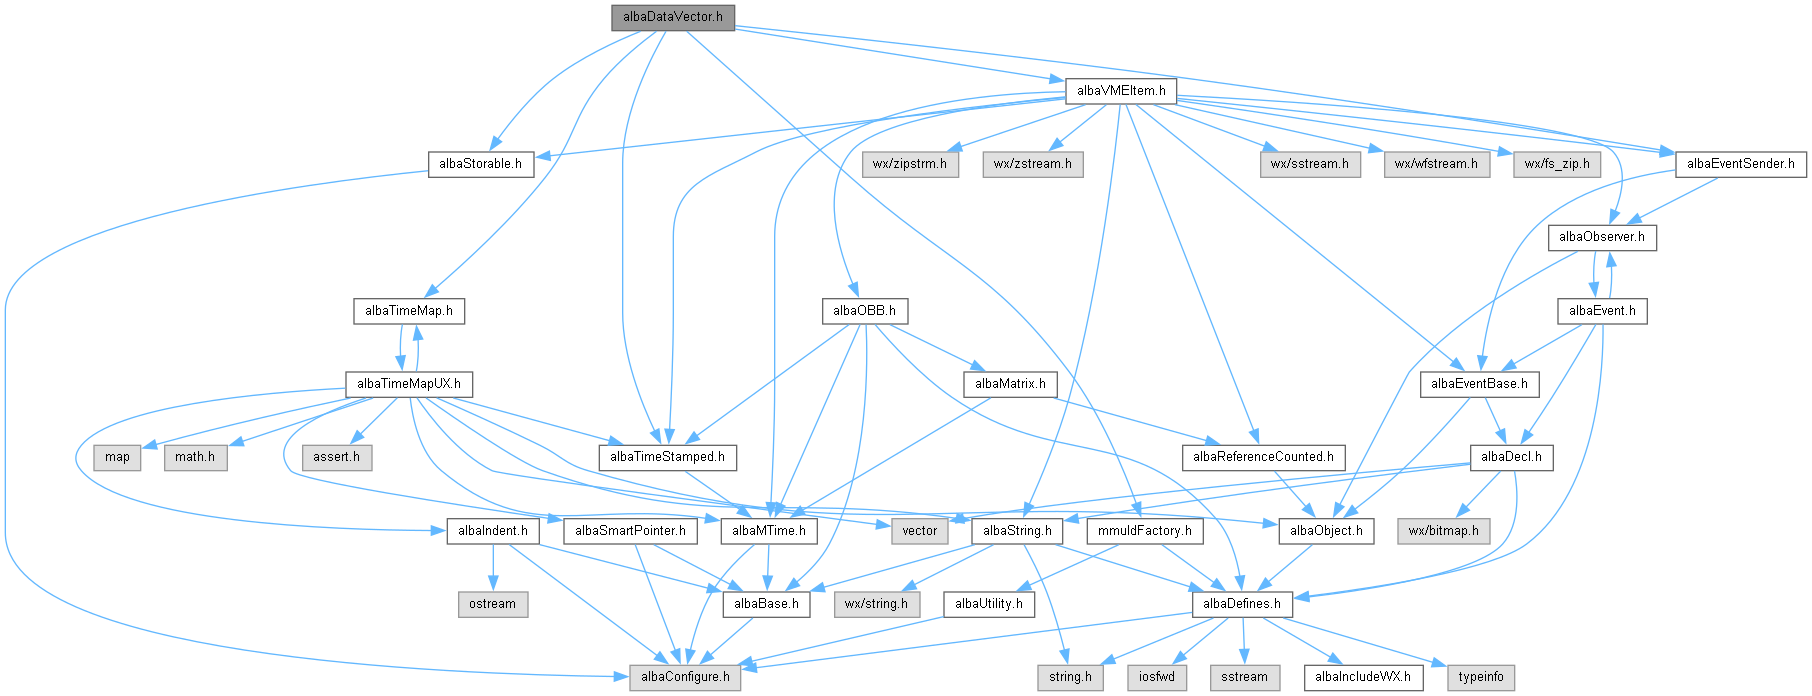 albaDataVector.h
albaVMEItem.h
albaStorable.h
wx/zipstrm.h
wx/zstream.h
wx/sstream.h
wx/wfstream.h
wx/fs_zip.h
albaEventSender.h
albaObserver.h
albaTimeMap.h
albaOBB.h
albaEvent.h
albaTimeMapUX.h
albaMatrix.h
albaEventBase.h
map
math.h
assert.h
albaTimeStamped.h
albaReferenceCounted.h
albaDecl.h
albaIndent.h
albaSmartPointer.h
albaMTime.h
vector
albaString.h
mmuIdFactory.h
albaObject.h
wx/bitmap.h
ostream
albaBase.h
wx/string.h
albaUtility.h
albaDefines.h
albaConfigure.h
string.h
iosfwd
sstream
albaIncludeWX.h
typeinfo